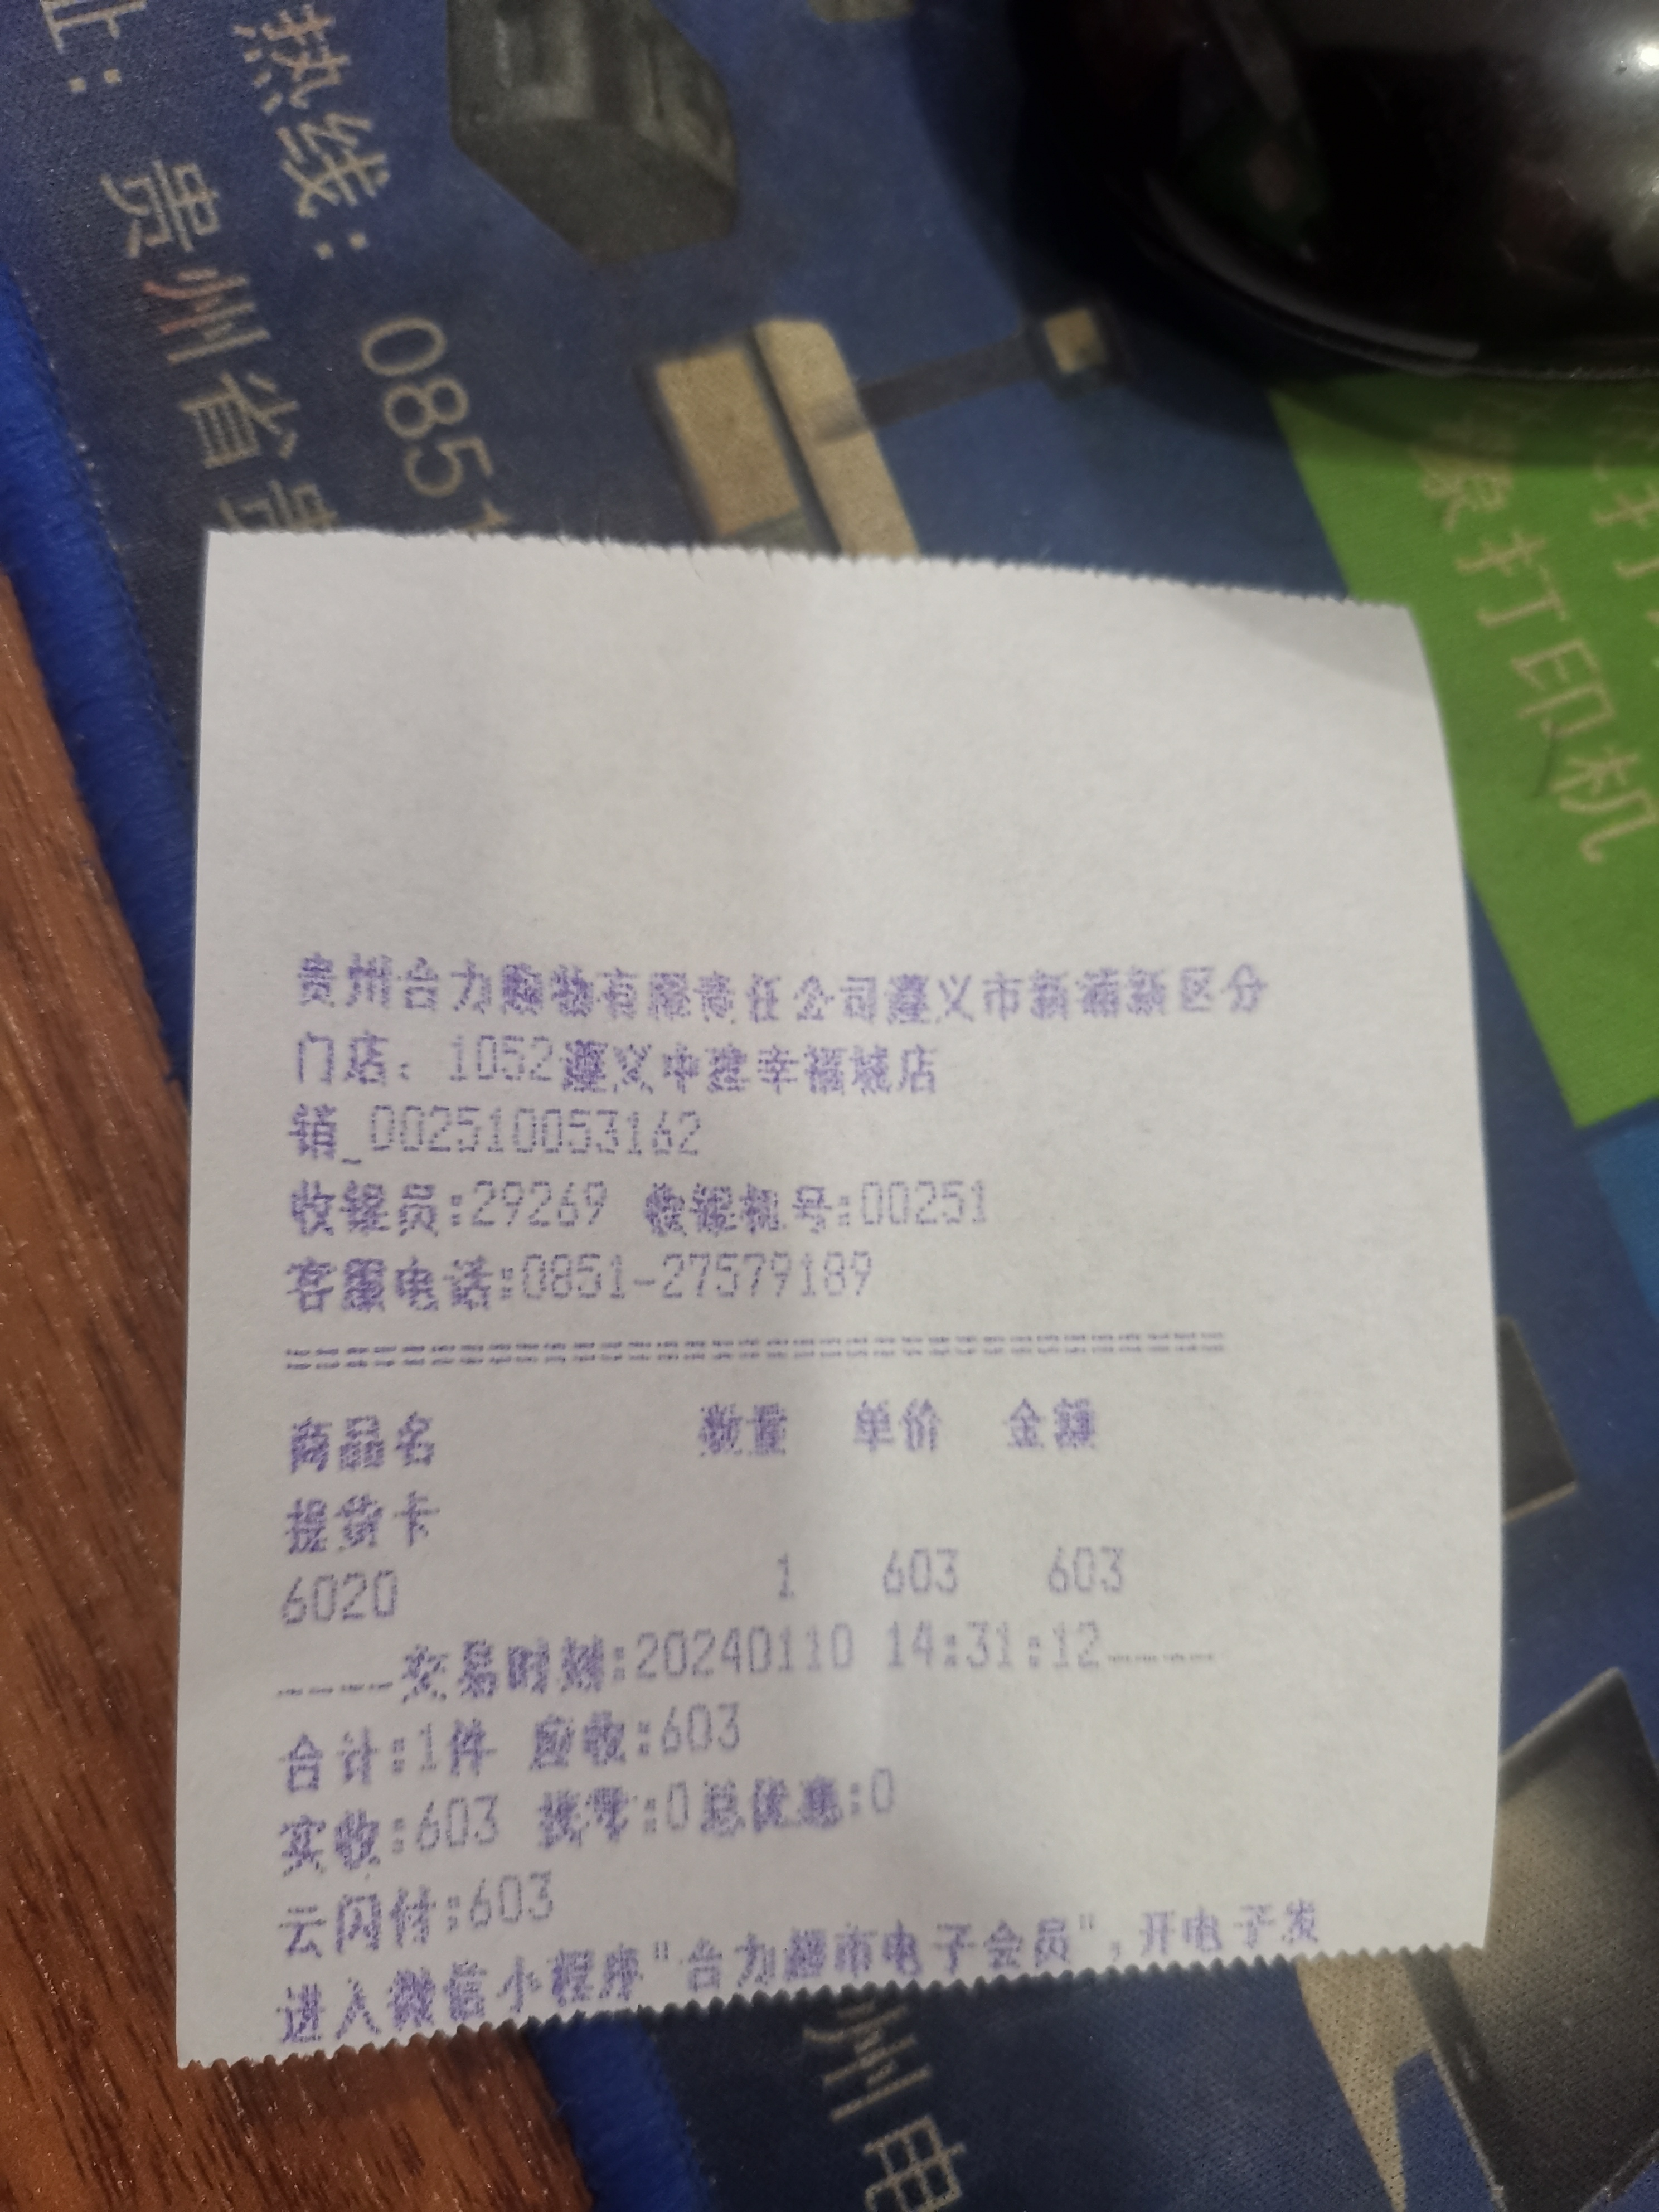 热线：0851
址：贵州省贵
打印机
贵州合力购物有限责任公司遵义市新蒲新区分
门店：1052遵义中建幸福城店
销_002510053162
收银员:29269 收银机号:00251
客服电话:0851-27579189
================================
商品名 数量 单价 金额
提货卡
6020 1 603 603
----交易时刻:20240110 14:31:12----
合计:1件 应收:603
实收:603 找零:0总优惠:0
云闪付:603
进入微信小程序"合力超市电子会员",开电子发
州电